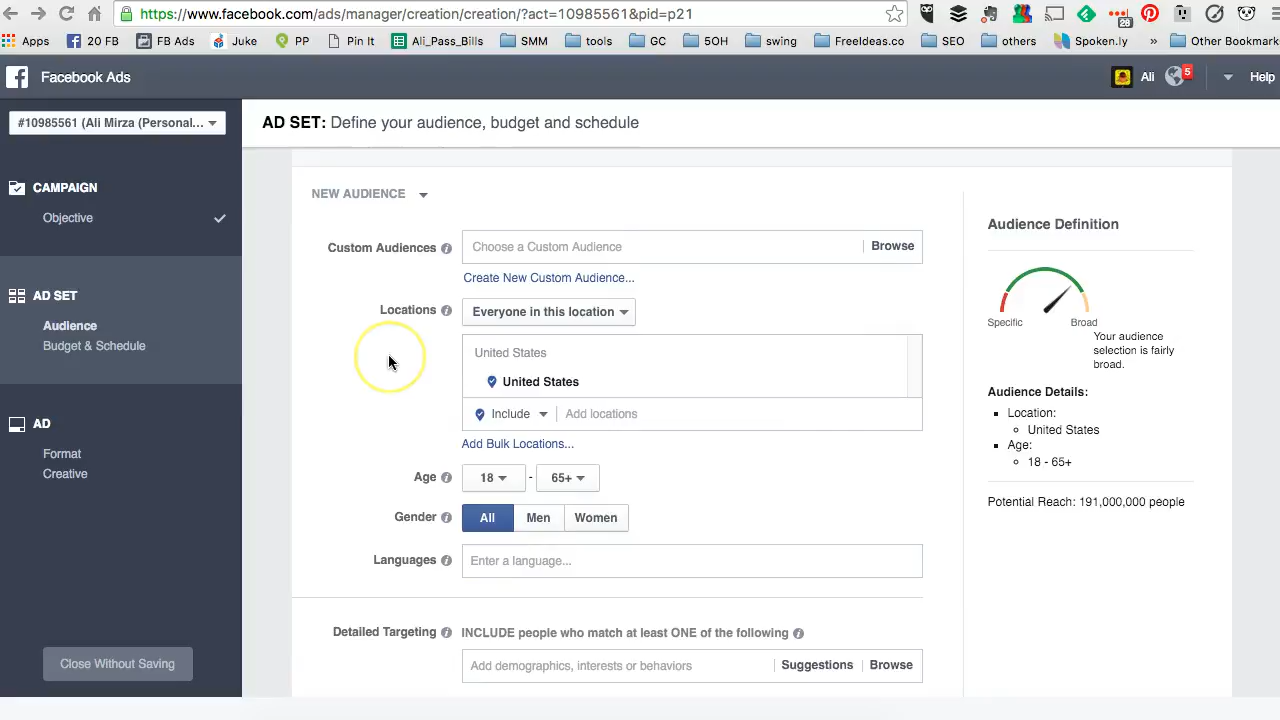 https://www.facebook.com/ads/manager/creation/creation/?act=10985561&pid=p21
23
Apps 20 FB FB Ads Juke PP Pin It Ali_Pass_Bills SMM tools GC 5OH swing FreeIdeas.co SEO others Spoken.ly » Other Bookmark
Facebook Ads
Ali 5 Help
#10985561 (Ali Mirza (Personal...
AD SET: Define your audience, budget and schedule
CAMPAIGN
Objective
AD SET
Audience
Budget & Schedule
AD
Format
Creative
Close Without Saving
NEW AUDIENCE
Custom Audiences Choose a Custom Audience Browse
Create New Custom Audience...
Locations Everyone in this location
United States
United States
Include Add locations
Add Bulk Locations...
Age 18 - 65+
Gender All Men Women
Languages Enter a language...
Detailed Targeting INCLUDE people who match at least ONE of the following
Add demographics, interests or behaviors Suggestions Browse
Audience Definition
Specific Broad
Your audience
selection is fairly
broad.
Audience Details:
Location:
United States
Age:
18 - 65+
Potential Reach: 191,000,000 people